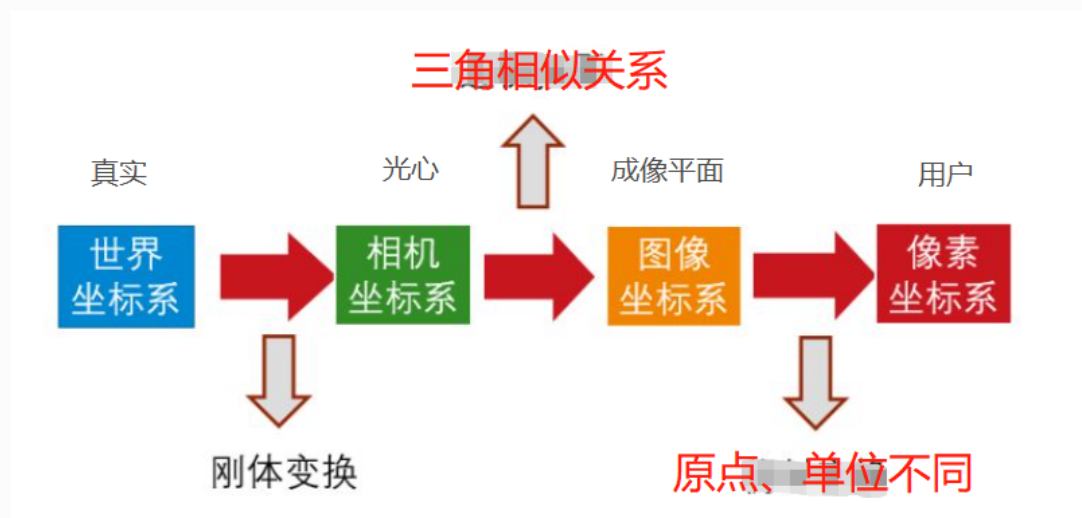 三角相似关系
真实
光心
成像平面
用户
世界
坐标系
相机
坐标系
图像
坐标系
像素
坐标系
刚体变换
原点、单位不同